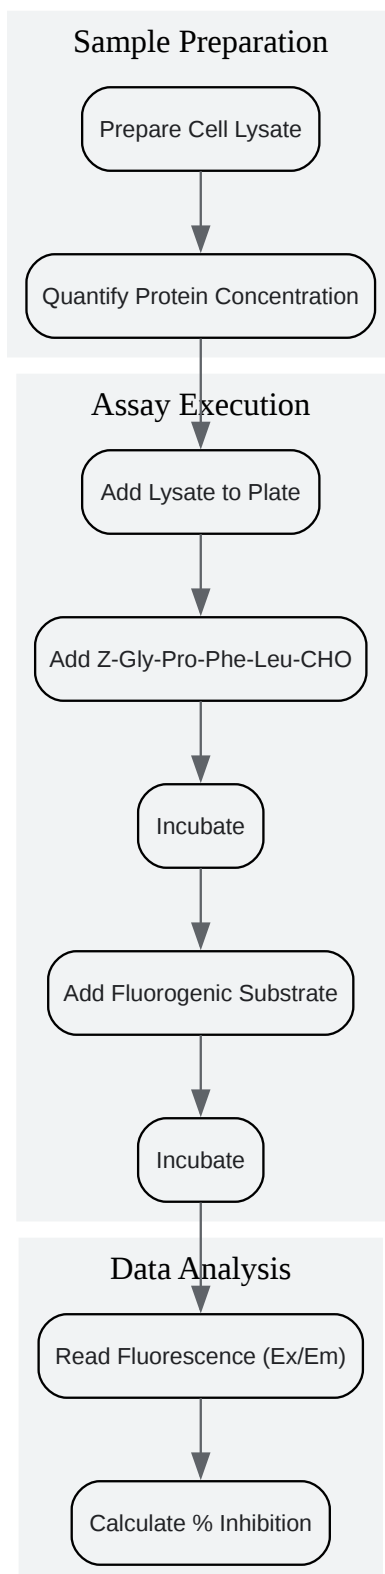 Sample Preparation
Prepare Cell Lysate
Quantify Protein Concentration
Assay Execution
Add Lysate to Plate
Add Z-Gly-Pro-Phe-Leu-CHO
Incubate
Add Fluorogenic Substrate
Incubate
Data Analysis
Read Fluorescence (Ex/Em)
Calculate % Inhibition